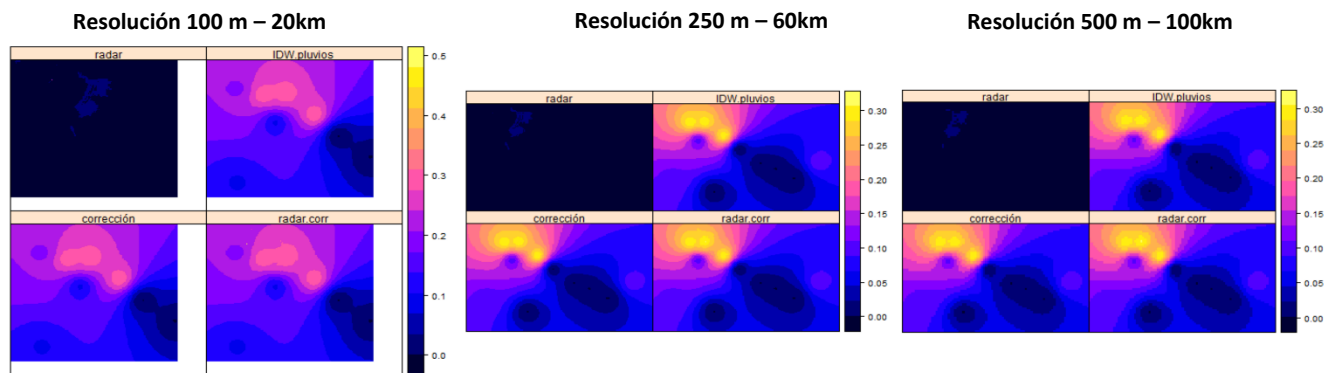 Resolución 100 m – 20km
radar
IDW.pluvios
corrección
radar.corr
0.5
0.4
0.3
0.2
0.1
0.0
Resolución 250 m – 60km
radar
IDW.pluvios
corrección
radar.corr
0.30
0.25
0.20
0.15
0.10
0.05
0.00
Resolución 500 m – 100km
radar
IDW.pluvios
corrección
radar.corr
0.30
0.25
0.20
0.15
0.10
0.05
0.00